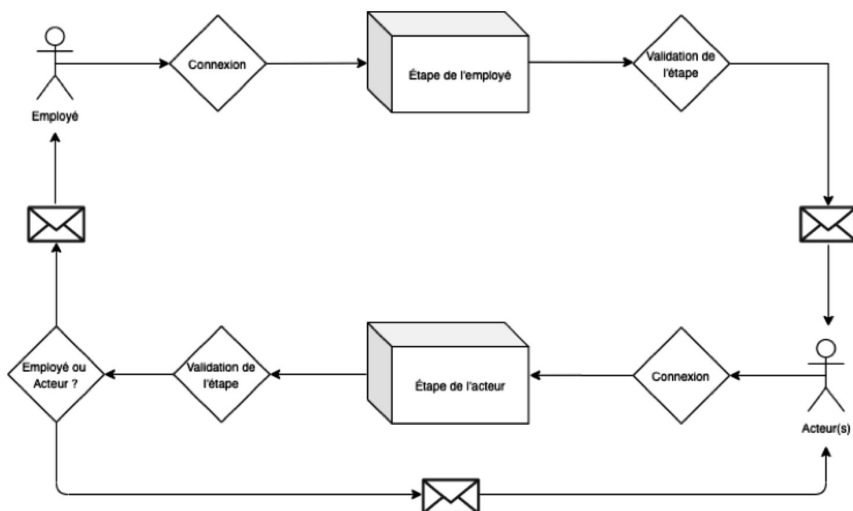 Connexion
Étape de l'employé
Validation de
l'étape
Employé
Employé ou
Acteur ?
Validation de
l'étape
Étape de l'acteur
Connexion
Acteur(s)